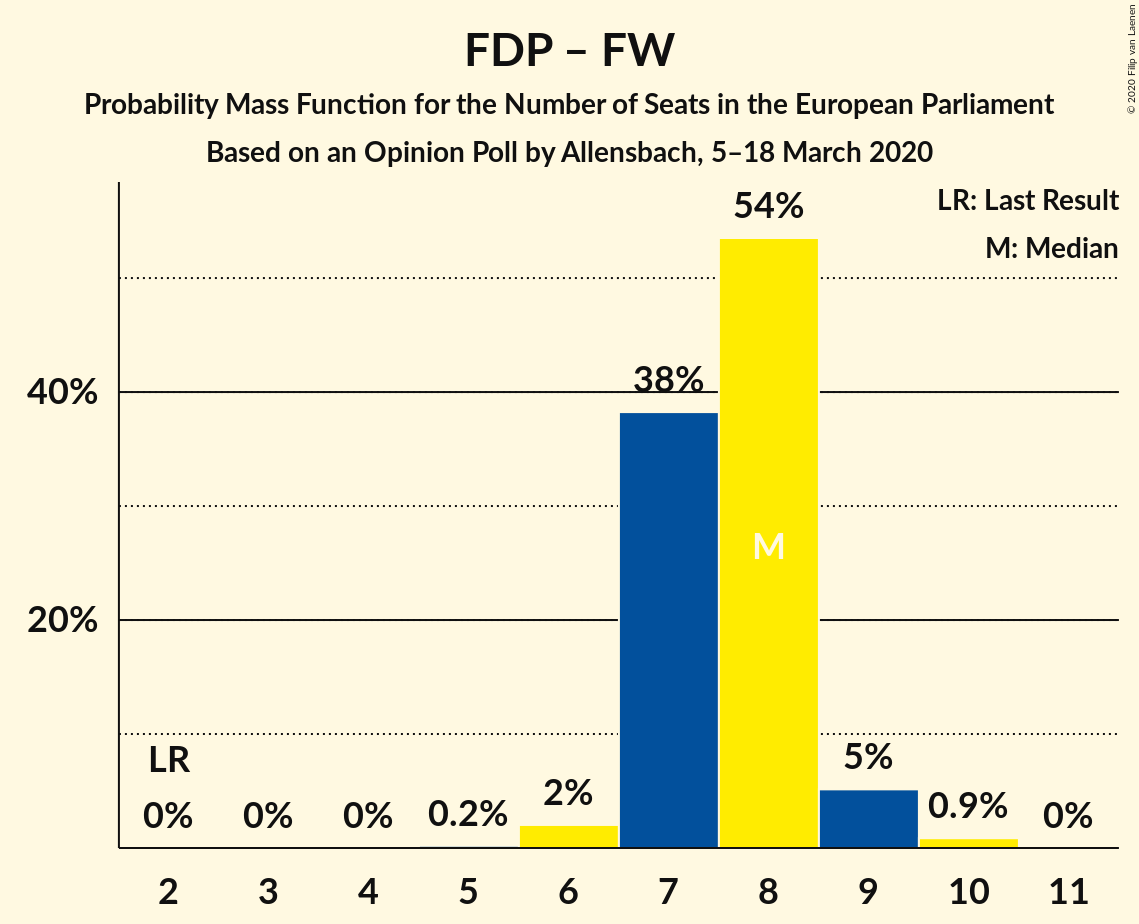 FDP – FW
Probability Mass Function for the Number of Seats in the European Parliament
Based on an Opinion Poll by Allensbach, 5–18 March 2020
© 2020 Filip van Laenen
LR: Last Result
M: Median
54%
38%
40%
M
20%
LR
5%
2%
0% 0% 0% 0.2% 0.9% 0%
2 3 4 5 6 7 8 9 10 11